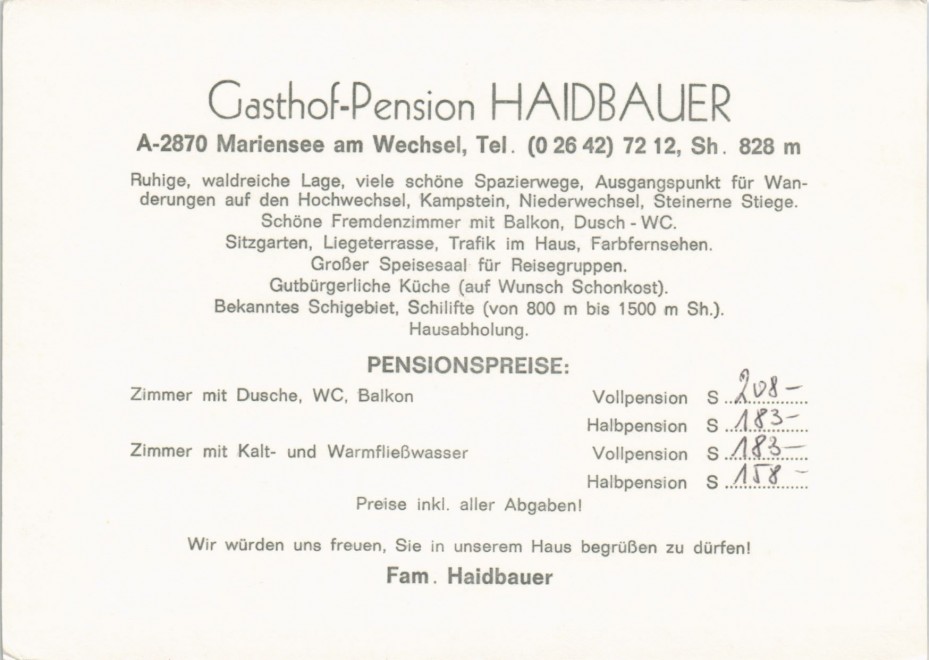 Gasthof-Pension HAIDBAUER
A-2870 Mariensee am Wechsel, Tel. (0 26 42) 72 12, Sh. 828 m
Ruhige, waldreiche Lage, viele schöne Spazierwege, Ausgangspunkt für Wan-
derungen auf den Hochwechsel, Kampstein, Niederwechsel, Steinerne Stiege.
Schöne Fremdenzimmer mit Balkon, Dusch - WC.
Sitzgarten, Liegeterrasse, Trafik im Haus, Farbfernsehen.
Großer Speisesaal für Reisegruppen.
Gutbürgerliche Küche (auf Wunsch Schonkost).
Bekanntes Schigebiet, Schilifte (von 800 m bis 1500 m Sh.).
Hausabholung.
PENSIONSPREISE:
Zimmer mit Dusche, WC, Balkon Vollpension S 208-
Halbpension S 183-
Zimmer mit Kalt- und Warmfließwasser Vollpension S 183-
Halbpension S 158-
Preise inkl. aller Abgaben!
Wir würden uns freuen, Sie in unserem Haus begrüßen zu dürfen!
Fam. Haidbauer